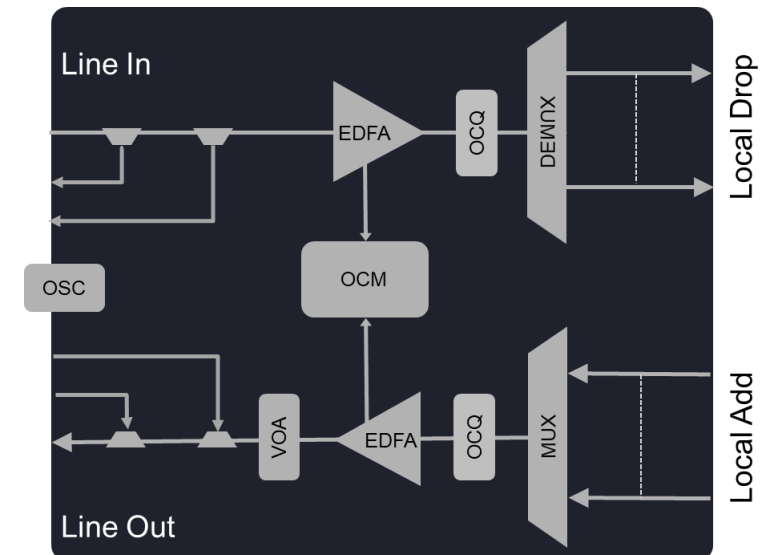 Line In
EDFA
OCQ
DEMUX
Local Drop
OCM
OSC
VOA
EDFA
OCQ
MUX
Local Add
Line Out